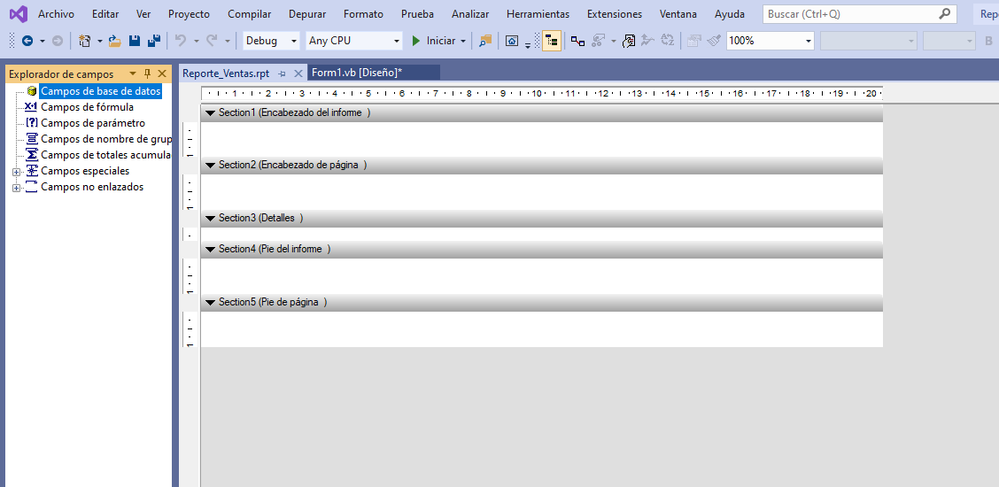 Archivo Editar Ver Proyecto Compilar Depurar Formato Prueba Analizar Herramientas Extensiones Ventana Ayuda Buscar (Ctrl+Q) Repo
Debug Any CPU Iniciar 100% B
Explorador de campos
Campos de base de datos
Campos de fórmula
Campos de parámetro
Campos de nombre de grup
Campos de totales acumula
Campos especiales
Campos no enlazados
Reporte_Ventas.rpt Form1.vb [Diseño]*
1 2 3 4 5 6 7 8 9 10 11 12 13 14 15 16 17 18 19 20
Section1 (Encabezado del informe )
Section2 (Encabezado de página )
Section3 (Detalles )
Section4 (Pie del informe )
Section5 (Pie de página )